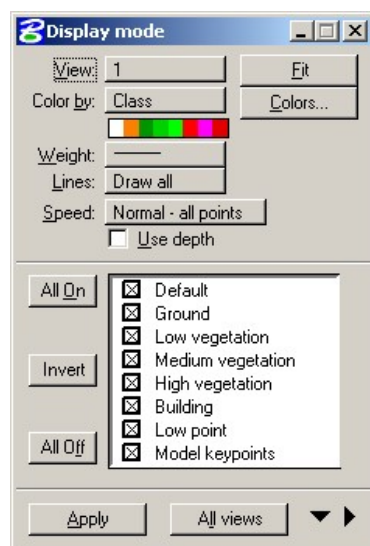 Display mode
View: 1 Fit
Color by: Class Colors...
Weight:
Lines: Draw all
Speed: Normal - all points
Use depth
All On
Invert
All Off
Default
Ground
Low vegetation
Medium vegetation
High vegetation
Building
Low point
Model keypoints
Apply All views